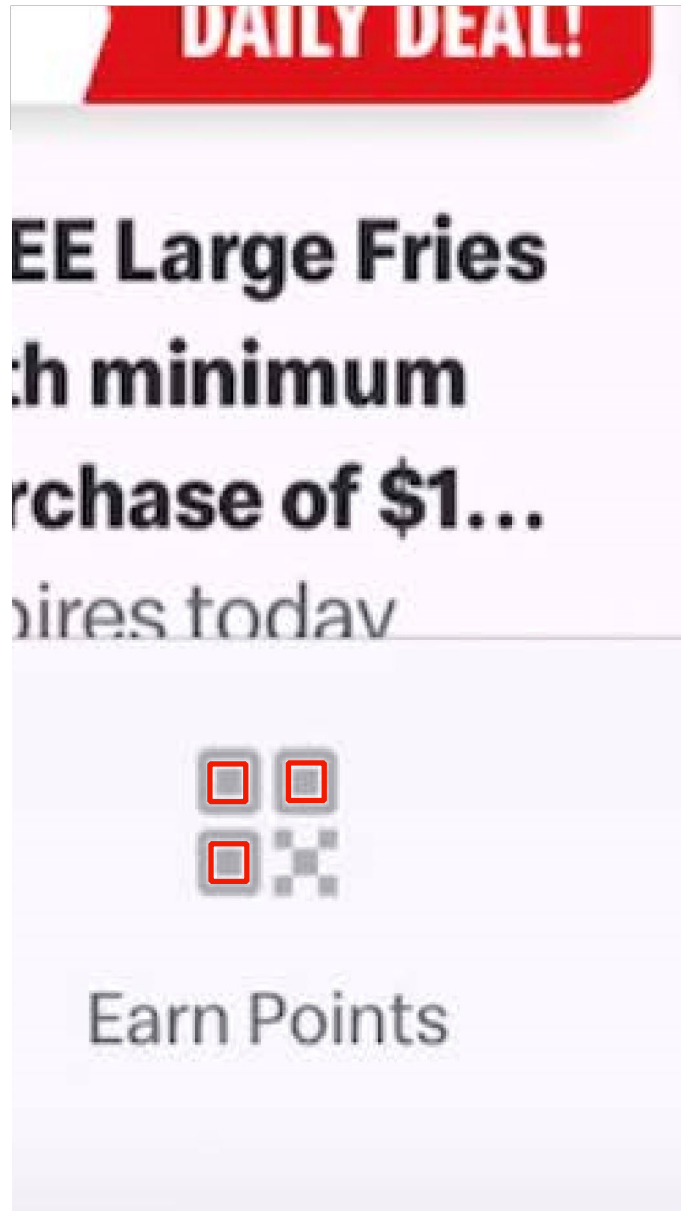 DAILY DEAL!
EE Large Fries
th minimum
rchase of $1...
pires today
Earn Points